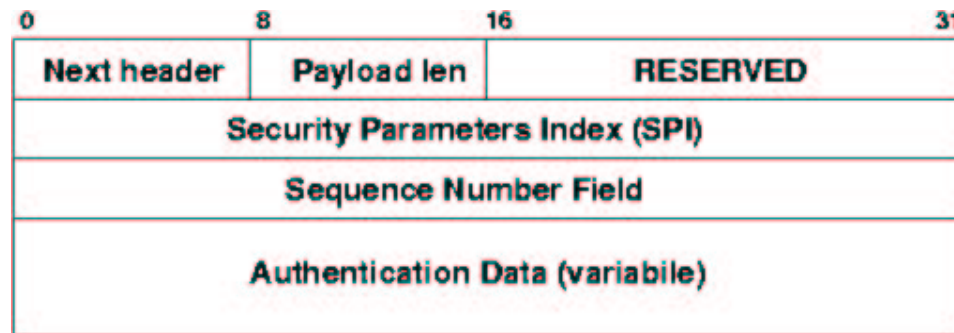 0 8 16 31
Next header Payload len RESERVED
Security Parameters Index (SPI)
Sequence Number Field
Authentication Data (variabile)